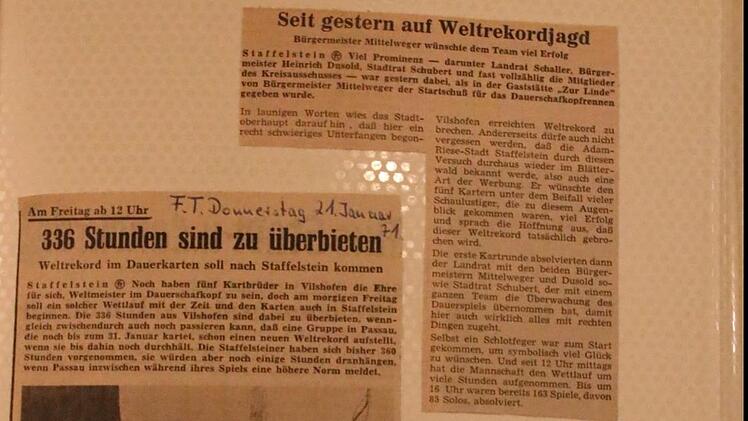 Seit gestern auf Weltrekordjagd
Bürgermeister Mittelweger wünschte dem Team viel Erfolg
Staffelstein Viel Prominenz — darunter Landrat Schaller, Bürger-
meister Heinrich Dusold, Stadtrat Schubert und fast vollzählig die Mitglieder
des Kreisausschusses — war gestern dabei, als in der Gaststätte „Zur Linde"
von Bürgermeister Mittelweger der Startschuß für das Dauerschafkopfrennen
gegeben wurde.
In launigen Worten wies das Stadt-
oberhaupt darauf hin, daß hier ein
recht schwieriges Unterfangen begon-
Vilshofen erreichten Weltrekord zu
brechen. Andererseits dürfe auch nicht
vergessen werden, daß die Adam-
Riese-Stadt Staffelstein durch diesen
Versuch durchaus wieder im Blätter-
wald bekannt werde, also auch eine
Art der Werbung. Er wünschte den
fünf Kartern unter dem Beifall vieler
Schaulustiger, die zu diesem Augen-
blick gekommen waren, viel Erfolg
und sprach die Hoffnung aus, daß
dieser Weltrekord tatsächlich gebro-
chen wird.
Die erste Kartrunde absolvierten dann
der Landrat mit den beiden Bürger-
meistern Mittelweger und Dusold so-
wie Stadtrat Schubert, der mit einem
ganzen Team die Überwachung des
Dauerspiels übernommen hat, damit
hier auch wirklich alles mit rechten
Dingen zugeht.
Selbst ein Schlotfeger war zum Start
gekommen, um symbolisch viel Glück
zu wünschen. Und seit 12 Uhr mittags
hat die Mannschaft den Wettlauf um
viele Stunden aufgenommen. Bis um
16 Uhr waren bereits 163 Spiele, davon
83 Solos, absolviert.
Am Freitag ab 12 Uhr
F.T. Donnerstag 21. Januar
71.
336 Stunden sind zu überbieten
Weltrekord im Dauerkarten soll nach Staffelstein kommen
Staffelstein Noch haben fünf Kartbrüder in Vilshofen die Ehre
für sich, Weltmeister im Dauerschafkopf zu sein, doch am morgigen Freitag
soll ein solcher Wettlauf mit der Zeit und den Karten auch in Staffelstein
beginnen. Die 336 Stunden aus Vilshofen sind dabei zu überbieten, wenn-
gleich zwischendurch auch noch passieren kann, daß eine Gruppe in Passau,
die noch bis zum 31. Januar kartet, schon einen neuen Weltrekord aufstellt,
wenn sie bis dahin noch durchhält. Die Staffelsteiner haben sich bisher 360
Stunden vorgenommen, sie würden aber noch einige Stunden dranhängen,
wenn Passau inzwischen während ihres Spiels eine höhere Norm meldet.